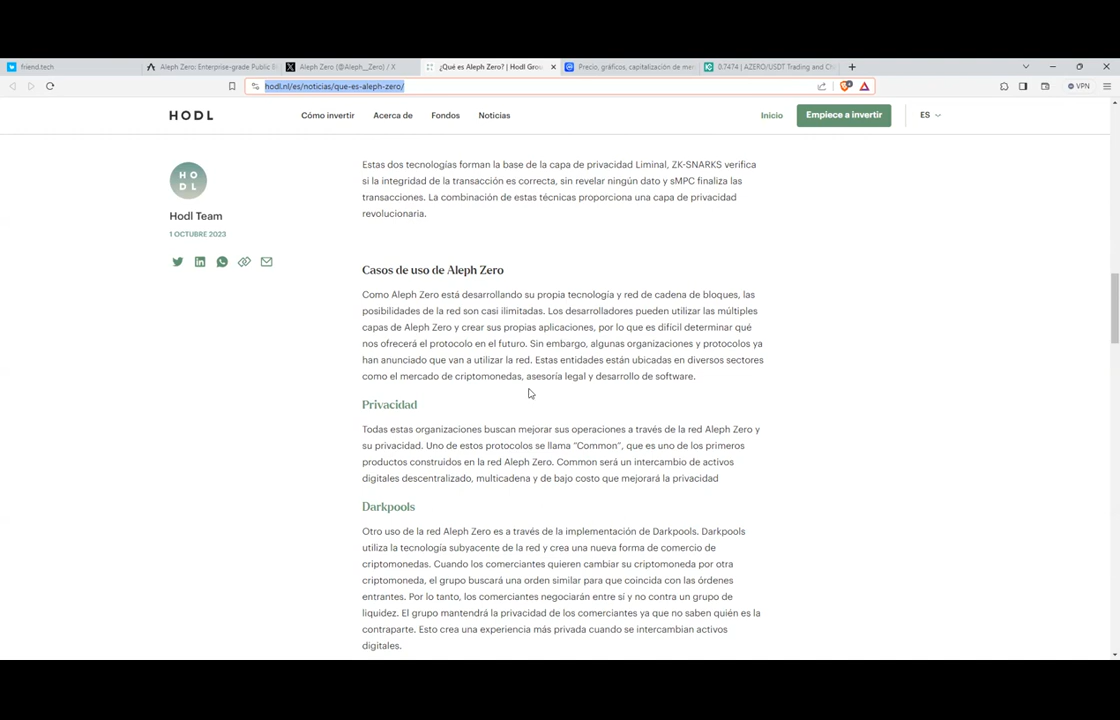 friend.tech
Aleph Zero: Enterprise-grade Public B
Aleph Zero (@Aleph__Zero) / X
¿Qué es Aleph Zero? | Hodl Gro
Precio, gráficos, capitalización de mer
0.7474 | AZERO/USDT Trading and Ch
hodl.nl/es/noticias/que-es-aleph-zero/
VPN
HODL
Cómo invertir
Acerca de
Fondos
Noticias
Inicio
Empiece a invertir
ES
HO
DL
Hodl Team
1 OCTUBRE 2023
Estas dos tecnologías forman la base de la capa de privacidad Liminal, ZK-SNARKS verifica
si la integridad de la transacción es correcta, sin revelar ningún dato y sMPC finaliza las
transacciones. La combinación de estas técnicas proporciona una capa de privacidad
revolucionaria.
Casos de uso de Aleph Zero
Como Aleph Zero está desarrollando su propia tecnología y red de cadena de bloques, las
posibilidades de la red son casi ilimitadas. Los desarrolladores pueden utilizar las múltiples
capas de Aleph Zero y crear sus propias aplicaciones, por lo que es difícil determinar qué
nos ofrecerá el protocolo en el futuro. Sin embargo, algunas organizaciones y protocolos ya
han anunciado que van a utilizar la red. Estas entidades están ubicadas en diversos sectores
como el mercado de criptomonedas, asesoría legal y desarrollo de software.
Privacidad
Todas estas organizaciones buscan mejorar sus operaciones a través de la red Aleph Zero y
su privacidad. Uno de estos protocolos se llama “Common”, que es uno de los primeros
productos construidos en la red Aleph Zero. Common será un intercambio de activos
digitales descentralizado, multicadena y de bajo costo que mejorará la privacidad
Darkpools
Otro uso de la red Aleph Zero es a través de la implementación de Darkpools. Darkpools
utiliza la tecnología subyacente de la red y crea una nueva forma de comercio de
criptomonedas. Cuando los comerciantes quieren cambiar su criptomoneda por otra
criptomoneda, el grupo buscará una orden similar para que coincida con las órdenes
entrantes. Por lo tanto, los comerciantes negociarán entre sí y no contra un grupo de
liquidez. El grupo mantendrá la privacidad de los comerciantes ya que no saben quién es la
contraparte. Esto crea una experiencia más privada cuando se intercambian activos
digitales.